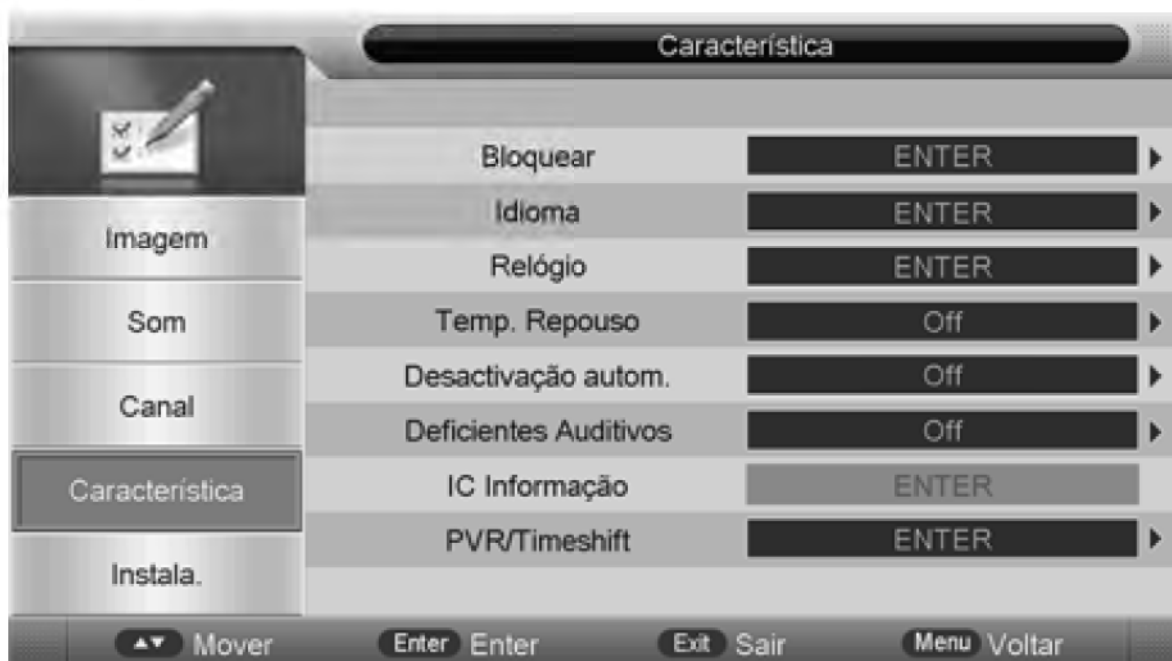 Característica
Imagem
Som
Canal
Característica
Instala.
Bloquear ENTER
Idioma ENTER
Relógio ENTER
Temp. Repouso Off
Desactivação autom. Off
Deficientes Auditivos Off
IC Informação ENTER
PVR/Timeshift ENTER
Mover Enter Enter Exit Sair Menu Voltar